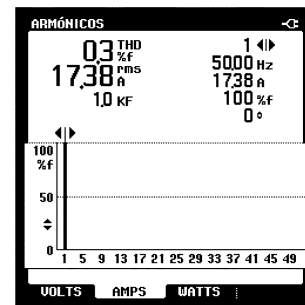 ARMÓNICOS
0,3 THD %f
1
17,38 rms A
50,00 Hz
17,38 A
1,0 KF
100 %f
0 °
100
%f
50
0
1 5 9 13 17 21 25 29 33 37 41 45 49
VOLTS AMPS WATTS